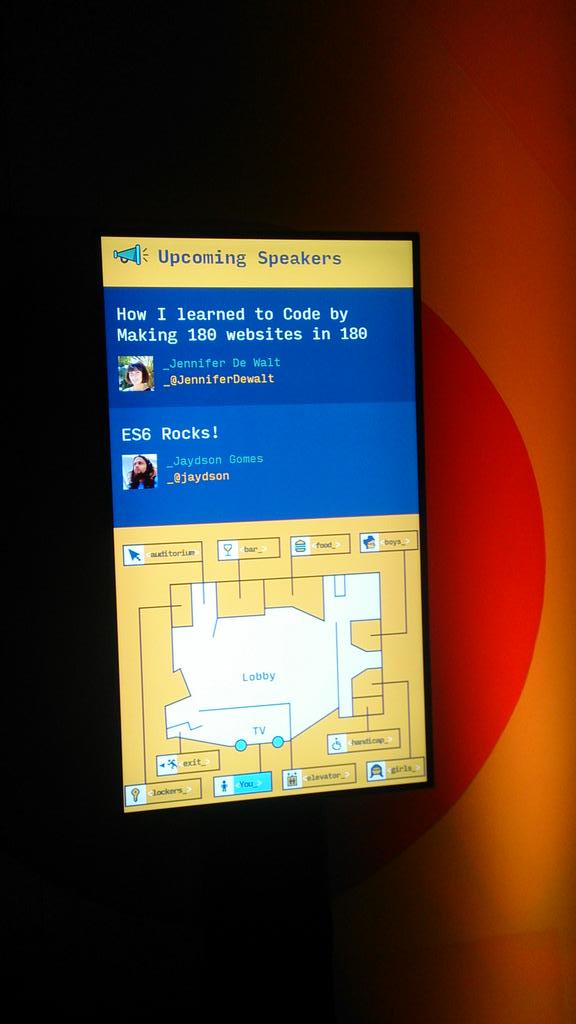 Upcoming Speakers
How I learned to Code by
Making 180 websites in 180
_Jennifer De Walt
_@JenniferDewalt
ES6 Rocks!
_Jaydson Gomes
_@jaydson
<auditorium>
<bar_>
<food_>
<boys_>
Lobby
TV
<handicap_>
<exit_>
<girls_>
<elevator_>
<You_>
<lockers_>